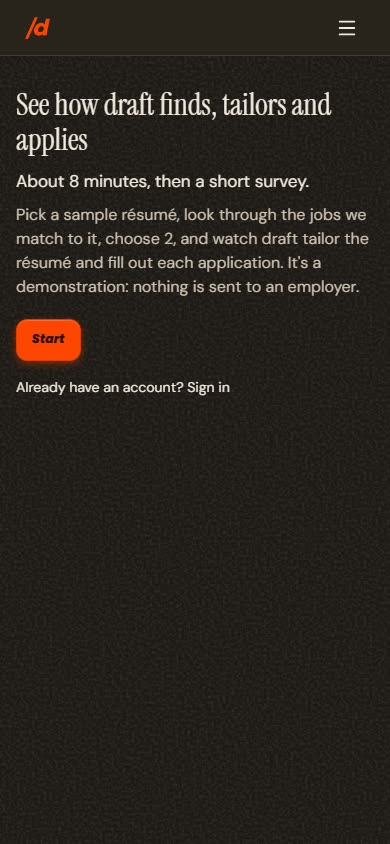 /d
See how draft finds, tailors and
applies
About 8 minutes, then a short survey.
Pick a sample résumé, look through the jobs we
match to it, choose 2, and watch draft tailor the
résumé and fill out each application. It's a
demonstration: nothing is sent to an employer.
Start
Already have an account? Sign in